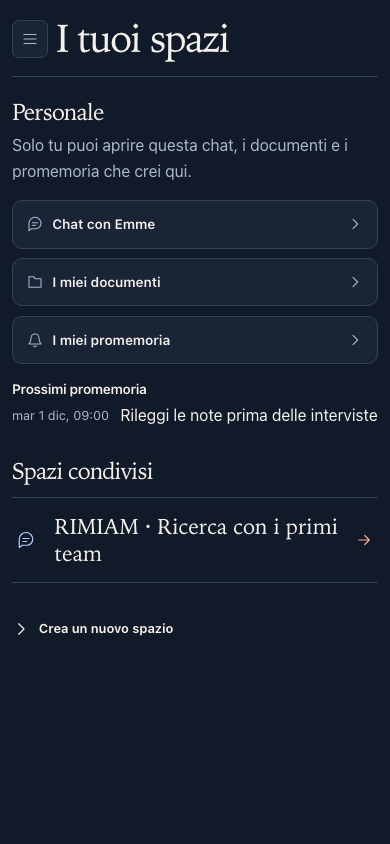 I tuoi spazi
Personale
Solo tu puoi aprire questa chat, i documenti e i
promemoria che crei qui.
Chat con Emme
I miei documenti
I miei promemoria
Prossimi promemoria
mar 1 dic, 09:00 Rileggi le note prima delle interviste
Spazi condivisi
RIMIAM · Ricerca con i primi
team
Crea un nuovo spazio